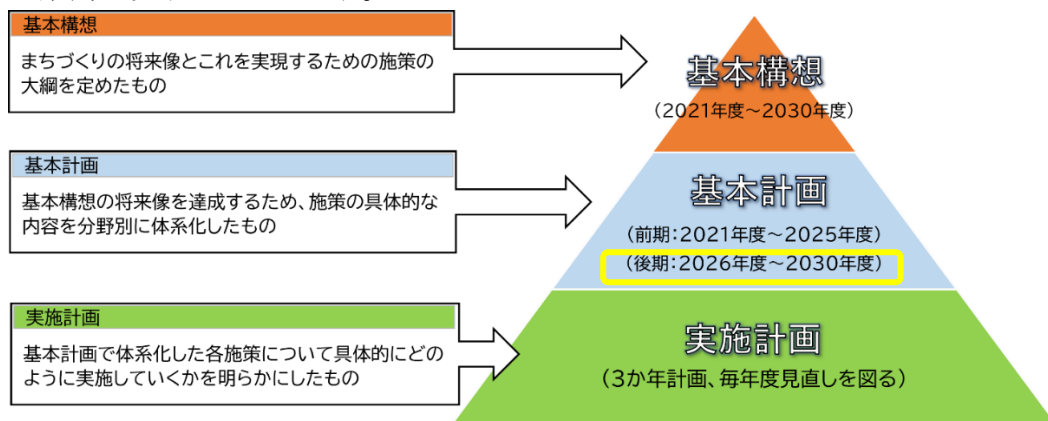 基本構想
まちづくりの将来像とこれを実現するための施策の
大綱を定めたもの
基本構想
(2021年度～2030年度)
基本計画
基本構想の将来像を達成するため、施策の具体的な
内容を分野別に体系化したもの
基本計画
(前期:2021年度～2025年度)
(後期:2026年度～2030年度)
実施計画
基本計画で体系化した各施策について具体的にどの
ように実施していくかを明らかにしたもの
実施計画
(3か年計画、毎年度見直しを図る)